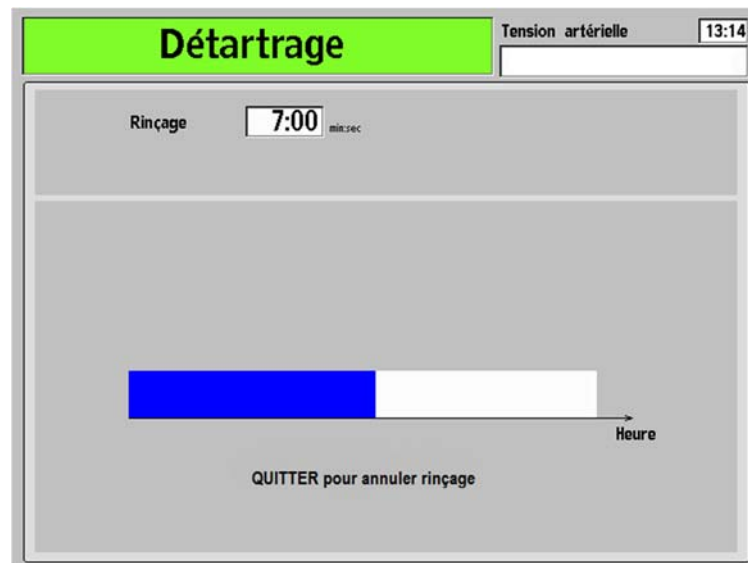 Détartrage
Tension artérielle 13:14
Rinçage 7:00 min:sec
Heure
QUITTER pour annuler rinçage